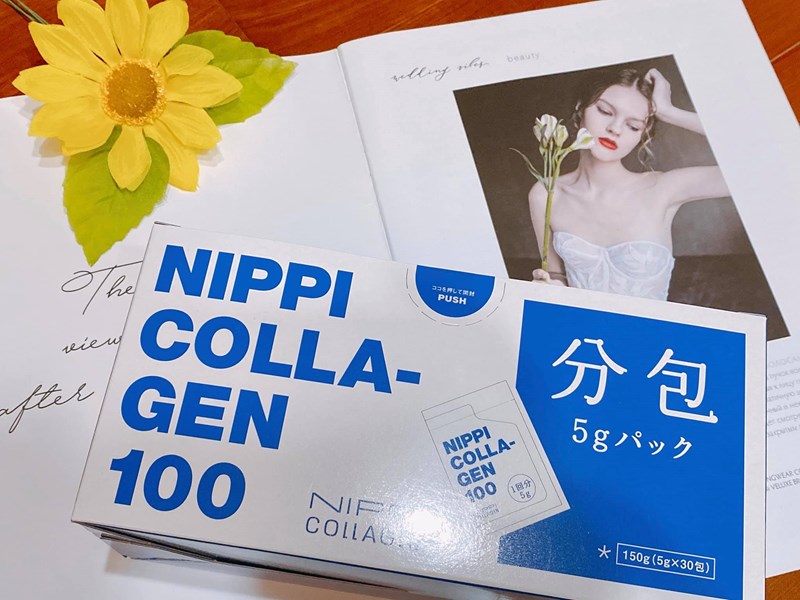 wedding vibes
beauty
The
view
after
NIPPI
COLLA-
GEN
100
ココを押して開封
PUSH
分包
5gパック
NIPPI
COLLA-
GEN
100
1回分
5g
NIPPI
COLLAGEN
* 150g(5g×30包)